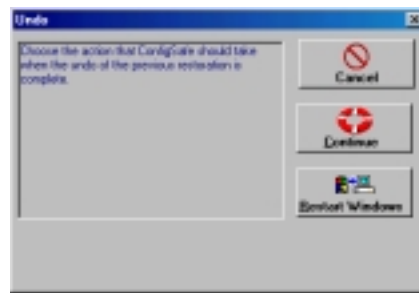 Undo
Choose the action that ConfigSafe should take
when the undo of the previous restoration is
complete.
Cancel
Continue
Restart Windows